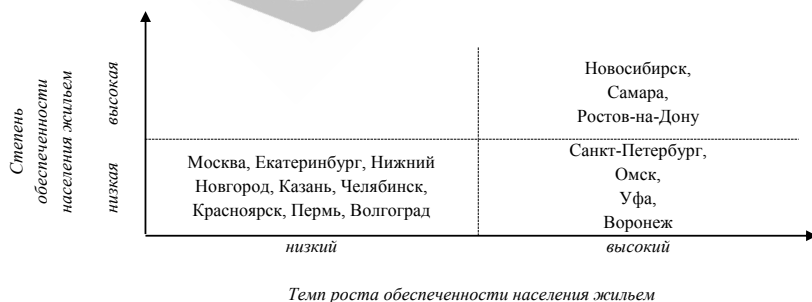 Степень
обеспеченности
населения жильем
высокая
низкая
Новосибирск,
Самара,
Ростов-на-Дону
Москва, Екатеринбург, Нижний
Новгород, Казань, Челябинск,
Красноярск, Пермь, Волгоград
Санкт-Петербург,
Омск,
Уфа,
Воронеж
низкий
высокий
Темп роста обеспеченности населения жильем